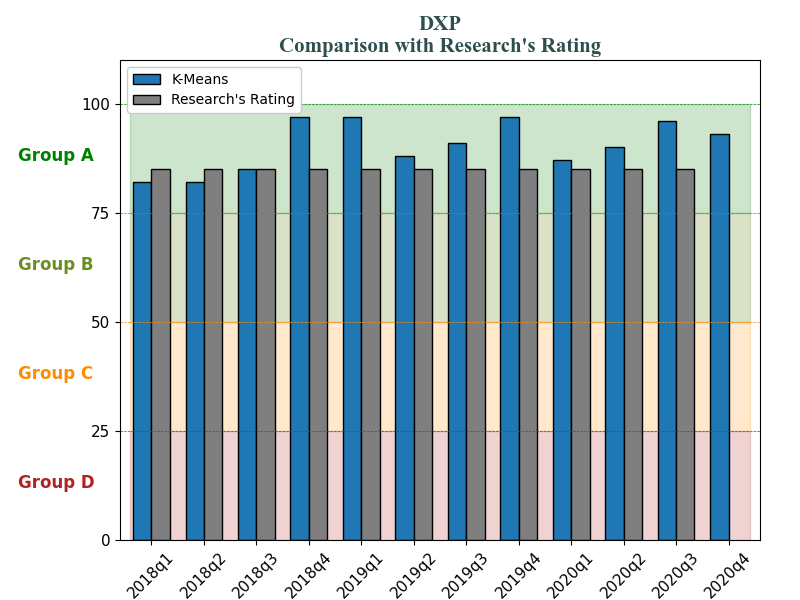 DXP
Comparison with Research's Rating
K-Means
Research's Rating
100
Group A
75
Group B
50
Group C
25
Group D
0
2018q1 2018q2 2018q3 2018q4 2019q1 2019q2 2019q3 2019q4 2020q1 2020q2 2020q3 2020q4